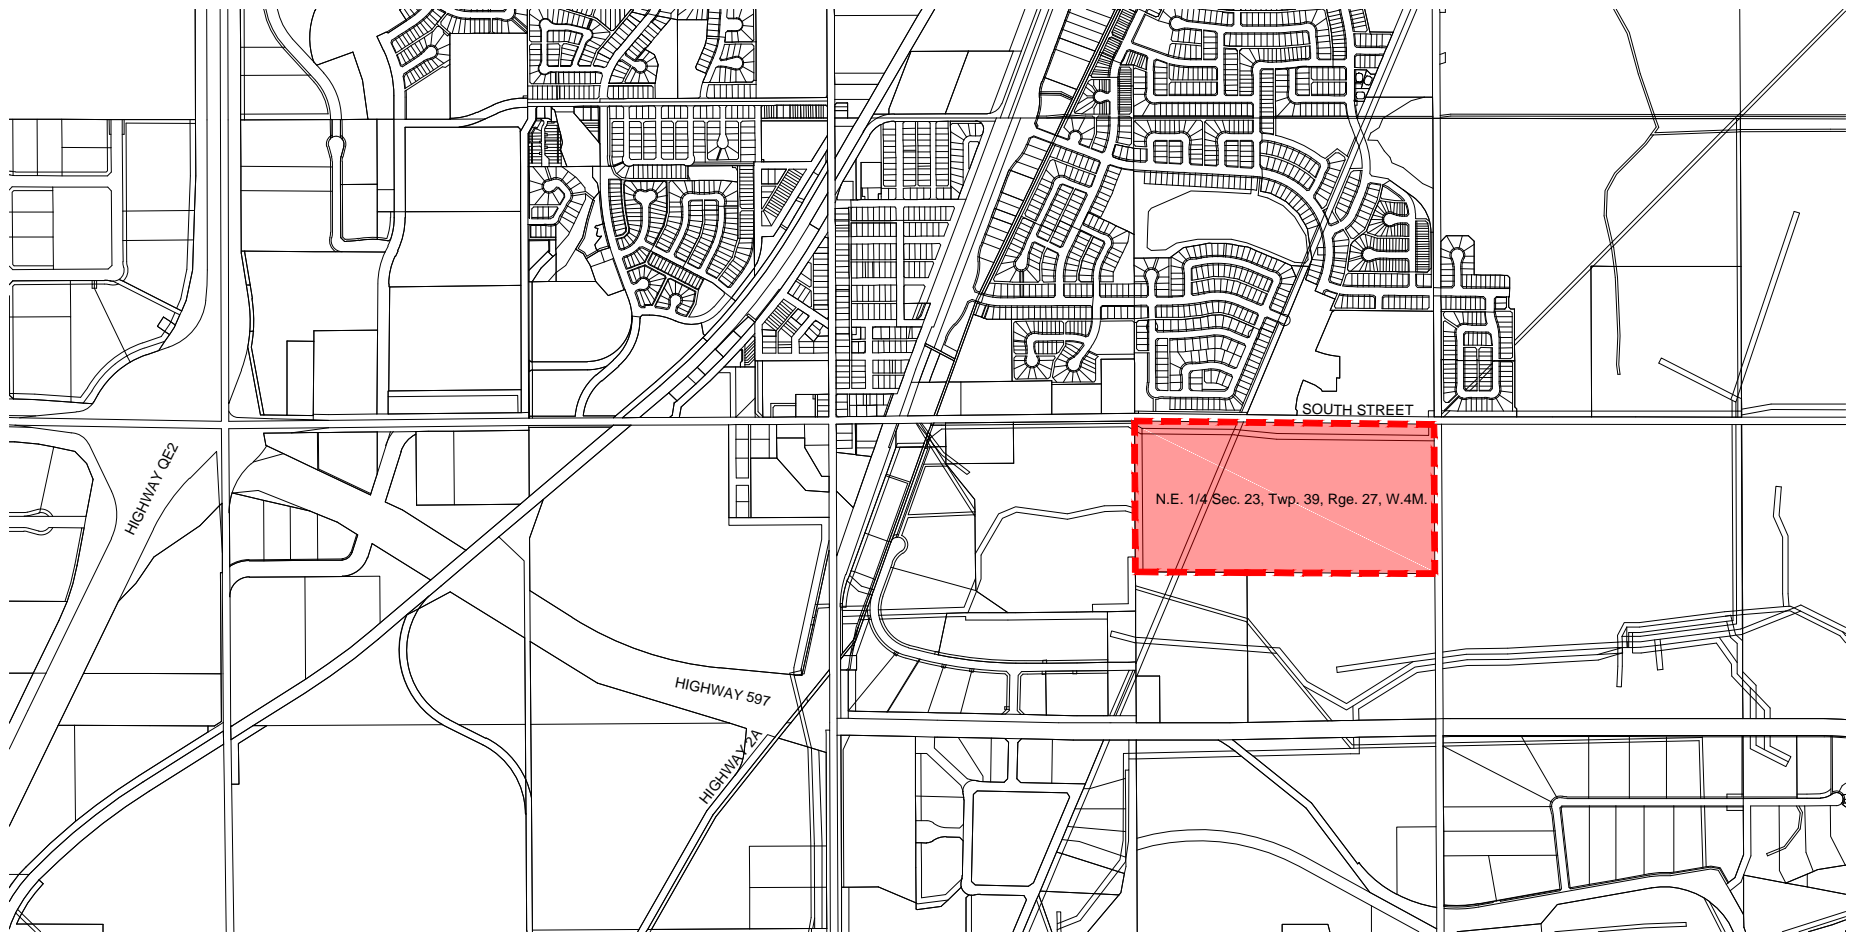 SOUTH STREET
HIGHWAY QE2
N.E. 1/4 Sec. 23, Twp. 39, Rge. 27, W.4M.
HIGHWAY 597
HIGHWAY 2A